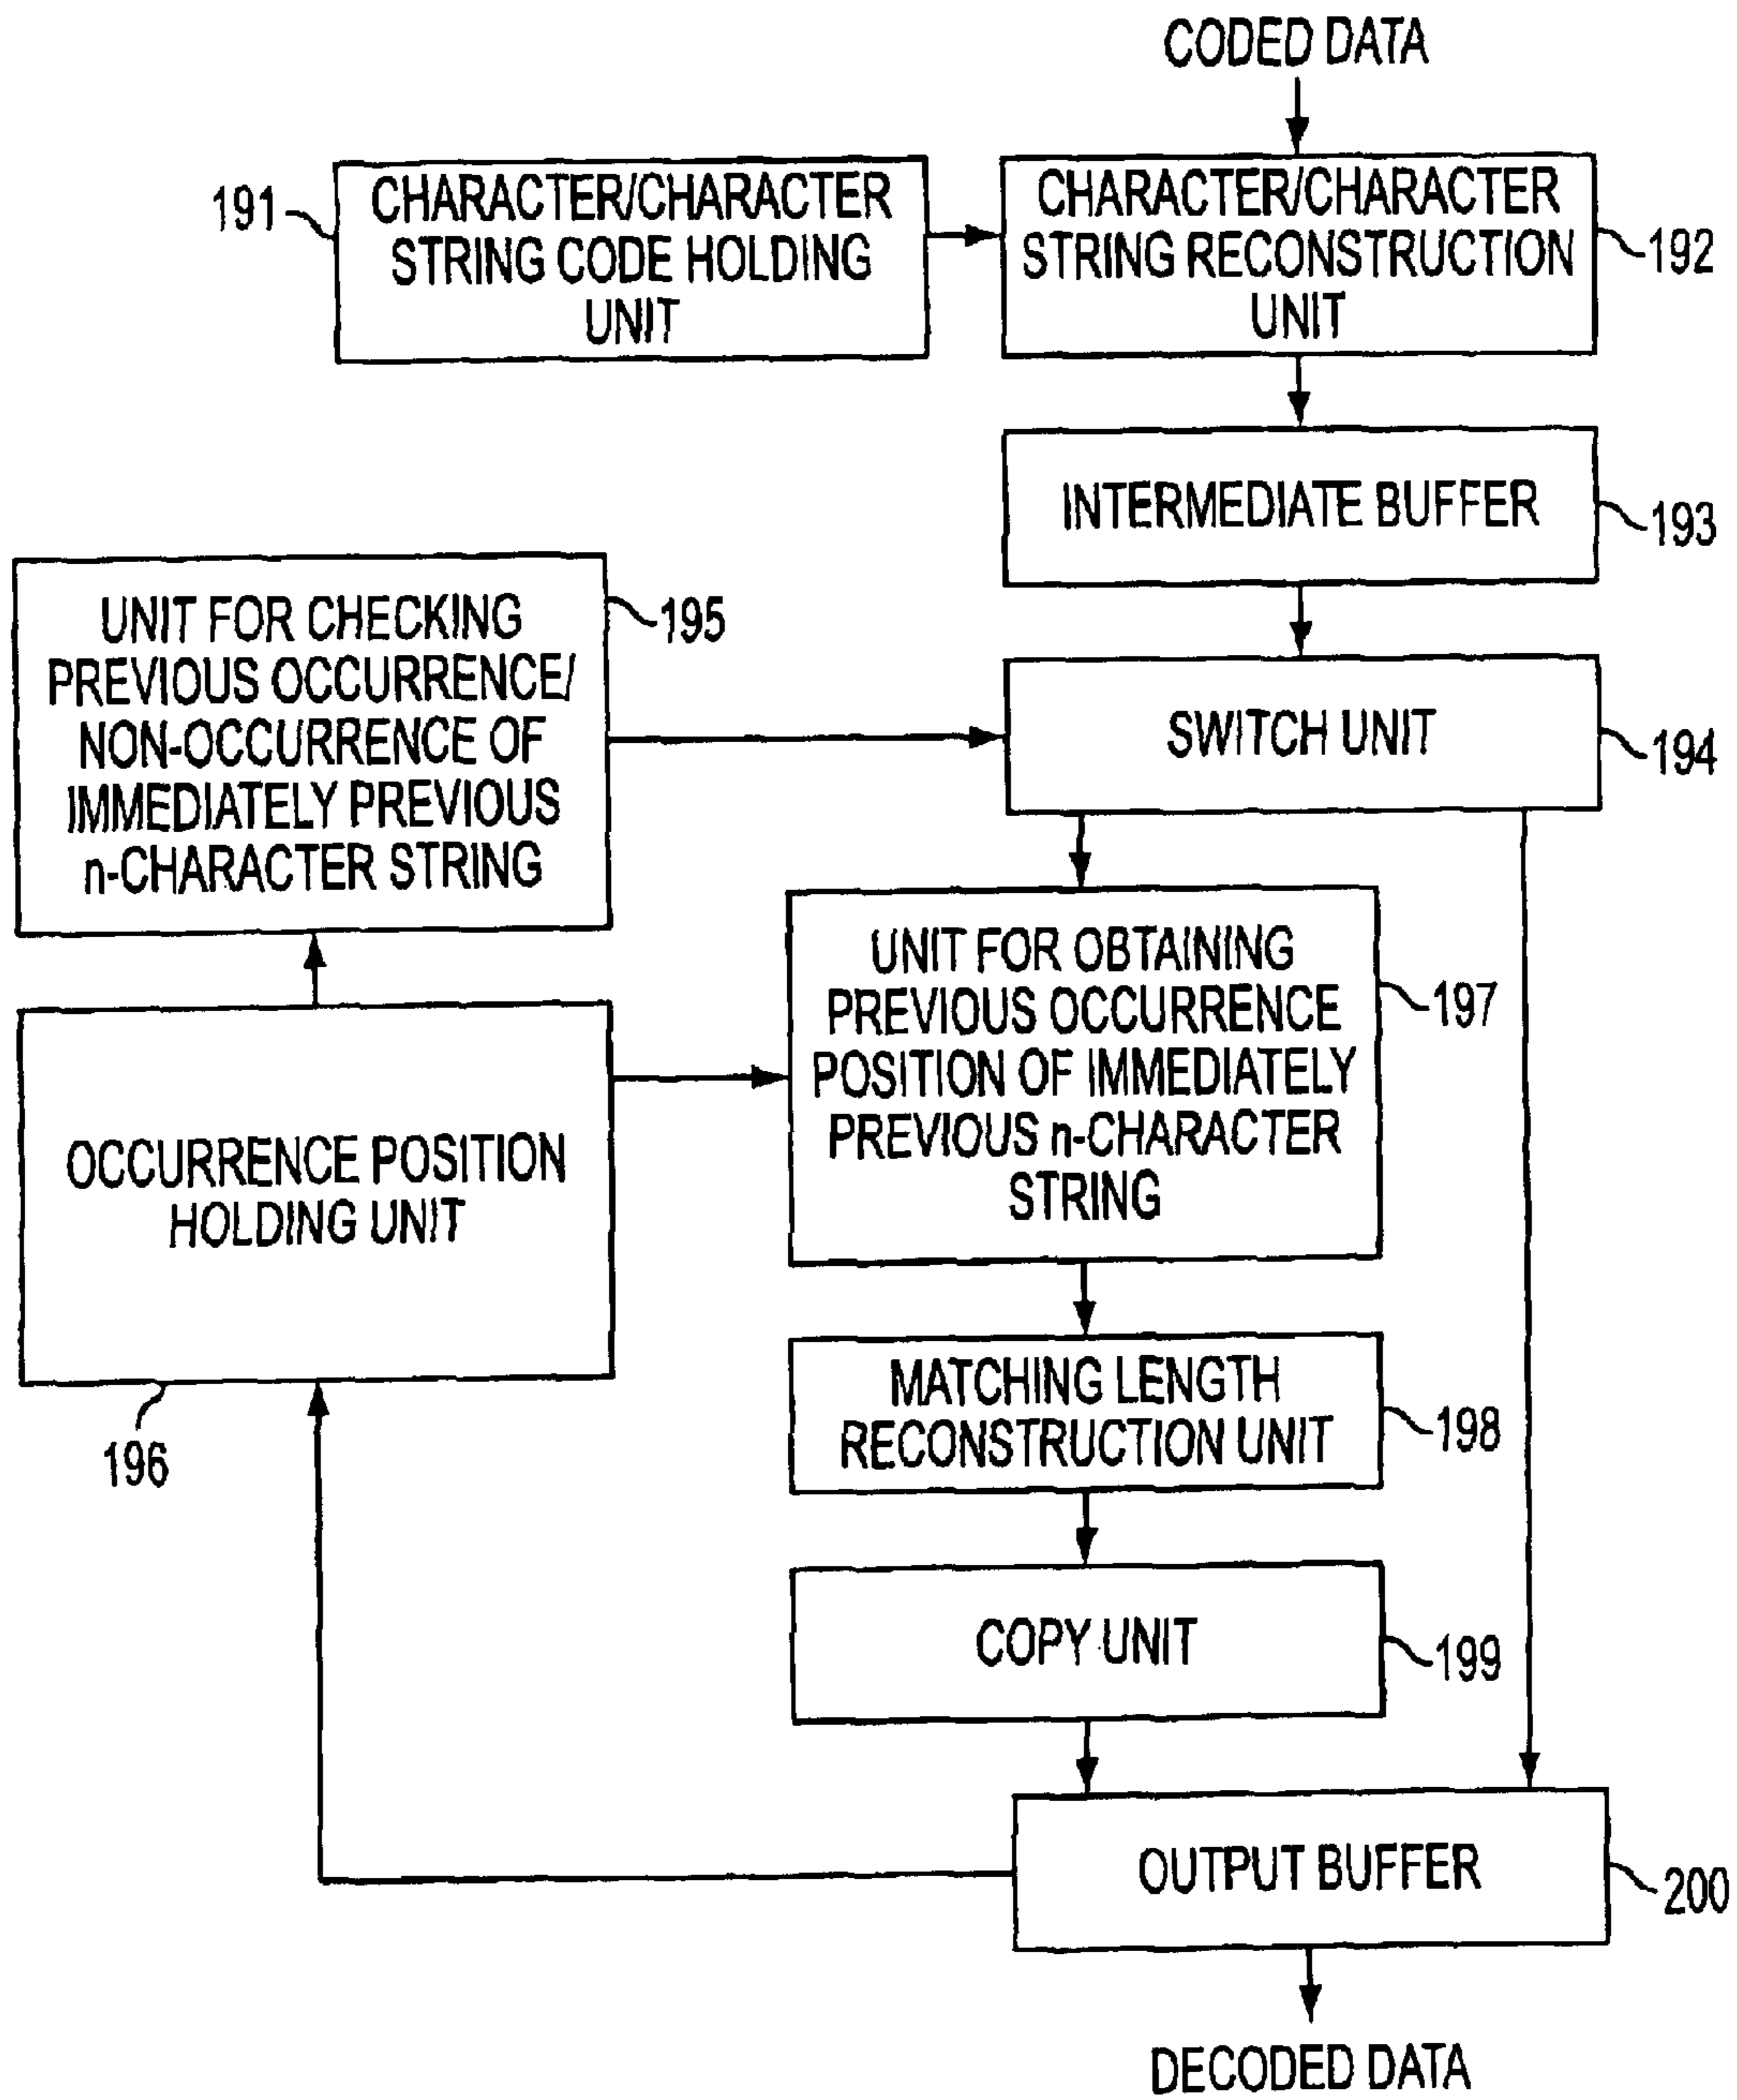 CODED DATA
191
CHARACTER/CHARACTER
STRING CODE HOLDING
UNIT
CHARACTER/CHARACTER
STRING RECONSTRUCTION
UNIT
192
INTERMEDIATE BUFFER
193
UNIT FOR CHECKING
PREVIOUS OCCURRENCE/
NON-OCCURRENCE OF
IMMEDIATELY PREVIOUS
n-CHARACTER STRING
195
SWITCH UNIT
194
UNIT FOR OBTAINING
PREVIOUS OCCURRENCE
POSITION OF IMMEDIATELY
PREVIOUS n-CHARACTER
STRING
197
OCCURRENCE POSITION
HOLDING UNIT
196
MATCHING LENGTH
RECONSTRUCTION UNIT
198
COPY UNIT
199
OUTPUT BUFFER
200
DECODED DATA